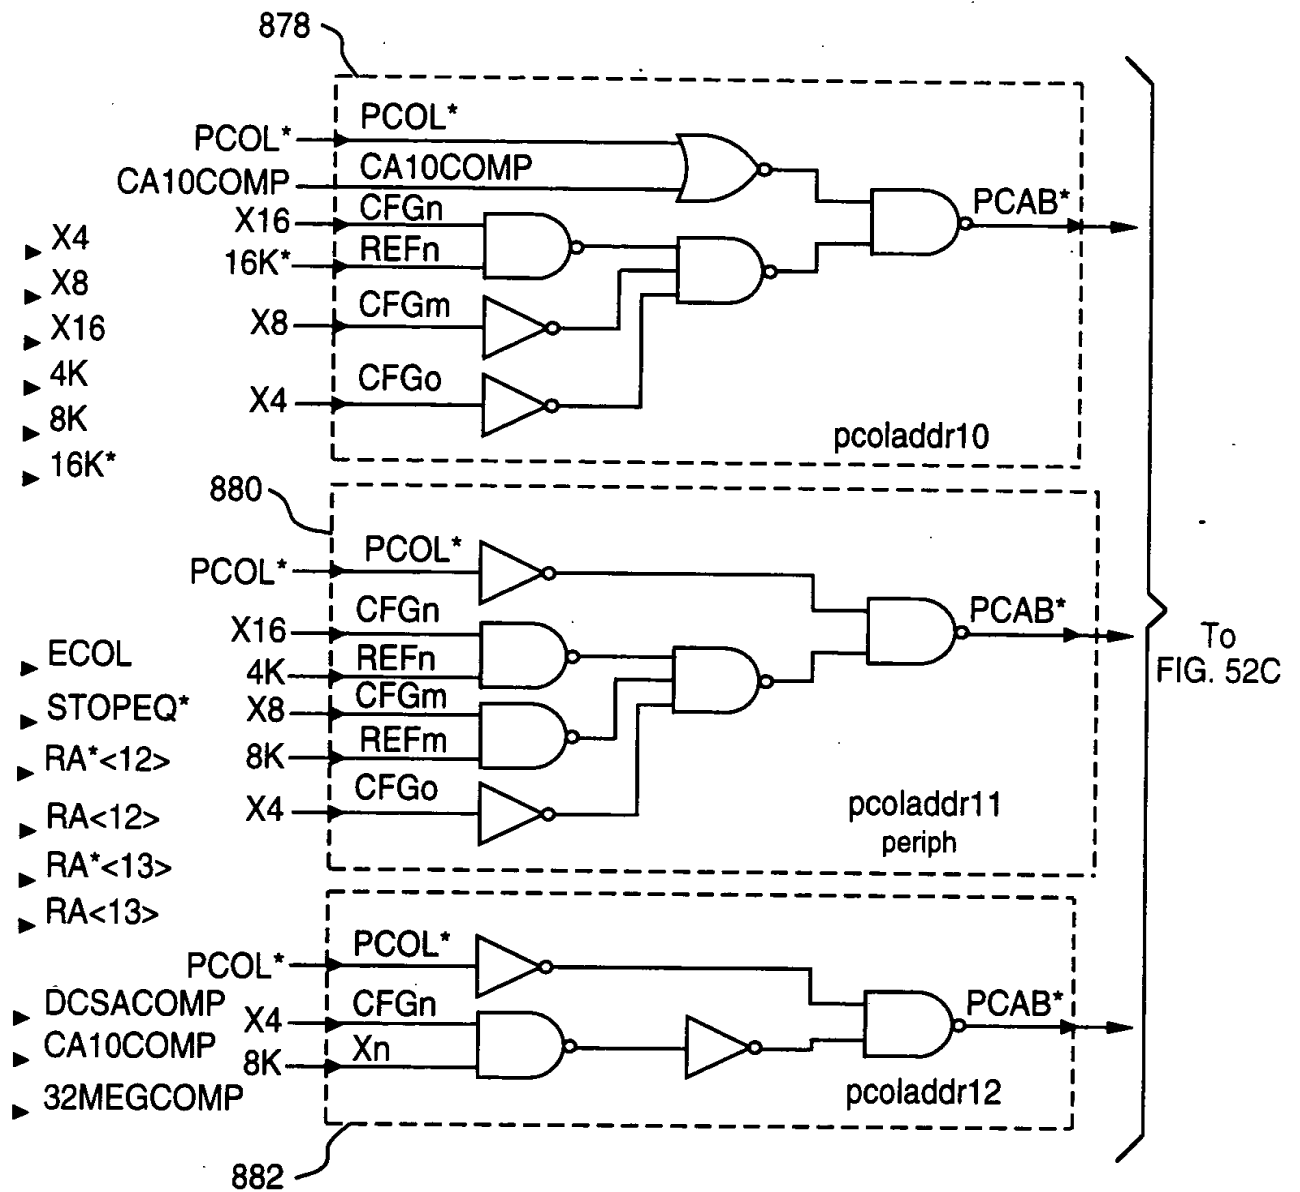 878
PCOL*
PCOL*
CA10COMP
CA10COMP
X16
CFGn
16K*
REFn
X8
CFGm
X4
CFGo
PCAB*
pcoladdr10
X4
X8
X16
4K
8K
16K*
880
PCOL*
PCOL*
X16
CFGn
4K
REFn
X8
CFGm
8K
REFm
X4
CFGo
PCAB*
pcoladdr11
periph
To
FIG. 52C
ECOL
STOPEQ*
RA*<12>
RA<12>
RA*<13>
RA<13>
PCOL*
PCOL*
X4
CFGn
8K
Xn
PCAB*
pcoladdr12
DCSACOMP
CA10COMP
32MEGCOMP
882